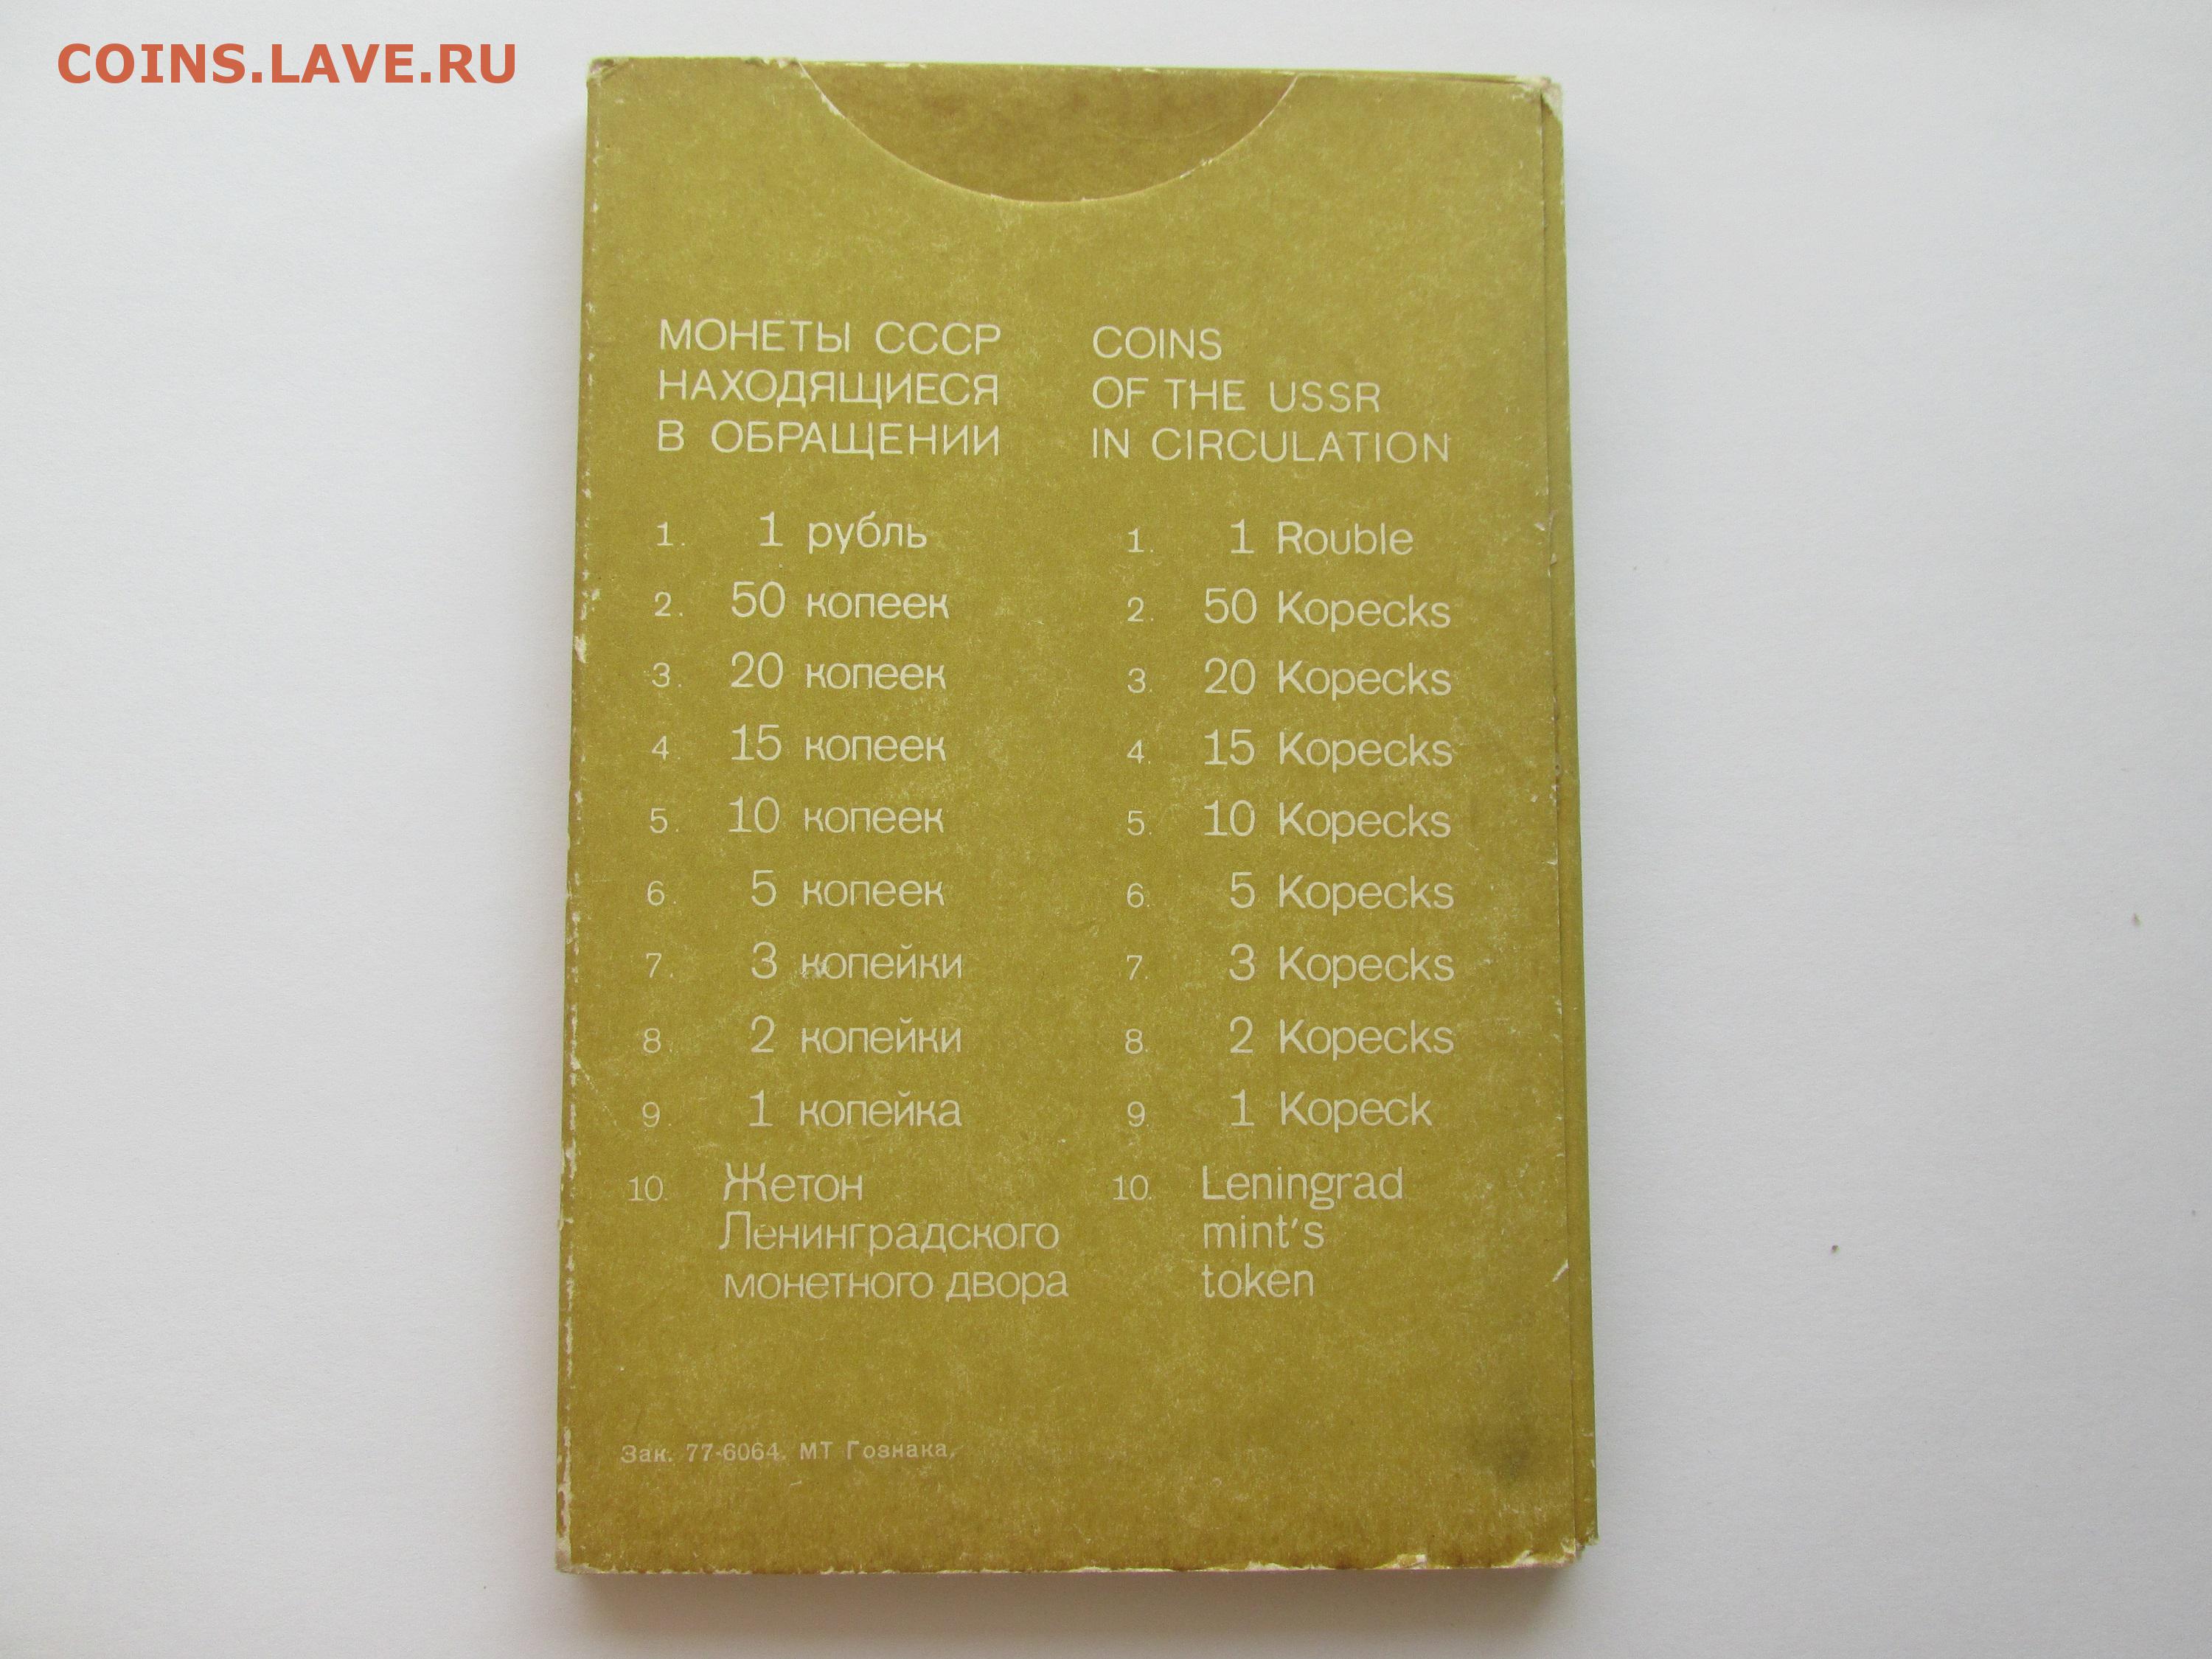 COINS.LAVE.RU
МОНЕТЫ СССР
НАХОДЯЩИЕСЯ
В ОБРАЩЕНИИ
1. 1 рубль
2. 50 копеек
3. 20 копеек
4. 15 копеек
5. 10 копеек
6. 5 копеек
7. 3 копейки
8. 2 копейки
9. 1 копейка
10. Жетон
Ленинградского
монетного двора
COINS
OF THE USSR
IN CIRCULATION
1. 1 Rouble
2. 50 Kopecks
3. 20 Kopecks
4. 15 Kopecks
5. 10 Kopecks
6. 5 Kopecks
7. 3 Kopecks
8. 2 Kopecks
9. 1 Kopeck
10. Leningrad
mint's
token
Зак. 77-6064. МТ Гознака.